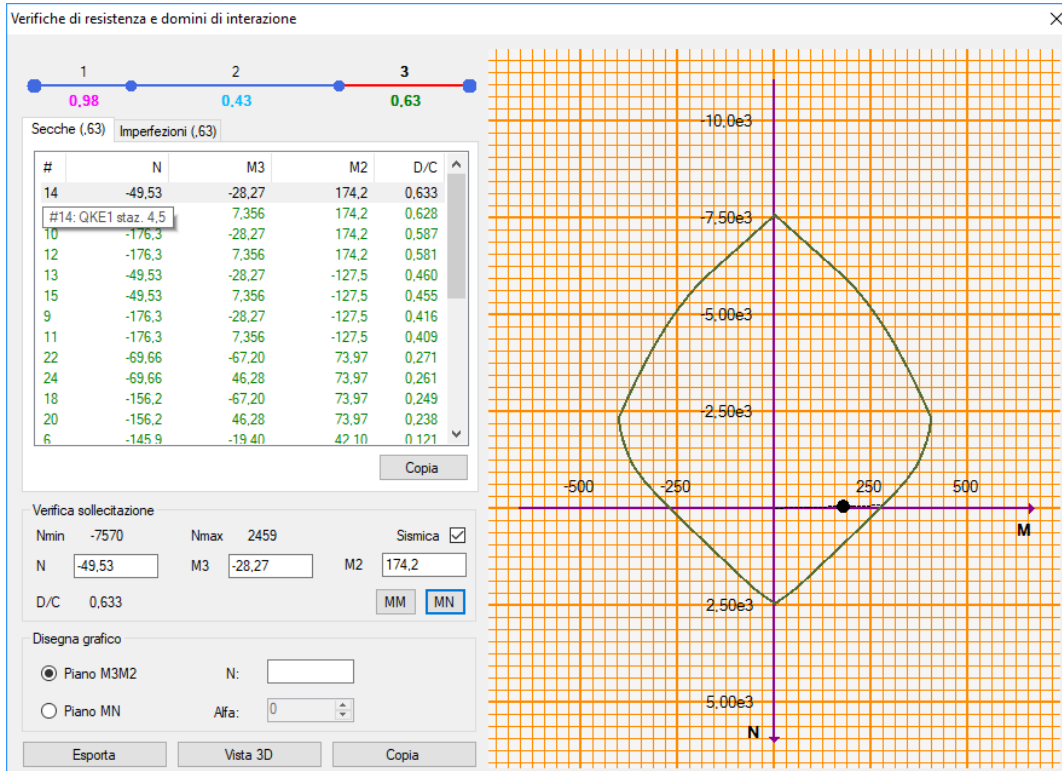 Verifiche di resistenza e domini di interazione
1 2 3
0,98 0,43 0,63
Secche (,63) Imperfezioni (,63)
# N M3 M2 D/C
14 -49,53 -28,27 174,2 0,633
#14: QKE1 staz. 4,5 7,356 174,2 0,628
10 -176,3 -28,27 174,2 0,587
12 -176,3 7,356 174,2 0,581
13 -49,53 -28,27 -127,5 0,460
15 -49,53 7,356 -127,5 0,455
9 -176,3 -28,27 -127,5 0,416
11 -176,3 7,356 -127,5 0,409
22 -69,66 -67,20 73,97 0,271
24 -69,66 46,28 73,97 0,261
18 -156,2 -67,20 73,97 0,249
20 -156,2 46,28 73,97 0,238
6 -145,9 -19,40 42,10 0,121
Copia
Verifica sollecitazione
Nmin -7570 Nmax 2459 Sismica
N -49,53 M3 -28,27 M2 174,2
D/C 0,633 MM MN
Disegna grafico
Piano M3M2 N:
Piano MN Alfa: 0
Esporta Vista 3D Copia
-10,0e3
-7,50e3
-5,00e3
-2,50e3
-500 -250 250 500
M
2,50e3
5,00e3
N